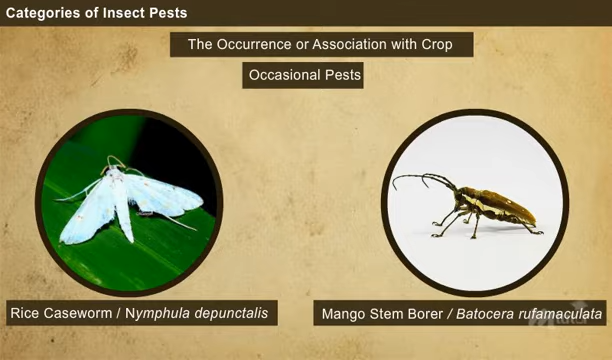 Categories of Insect Pests
The Occurrence or Association with Crop
Occasional Pests
Rice Caseworm / Nymphula depunctalis
Mango Stem Borer / Batocera rufamaculata